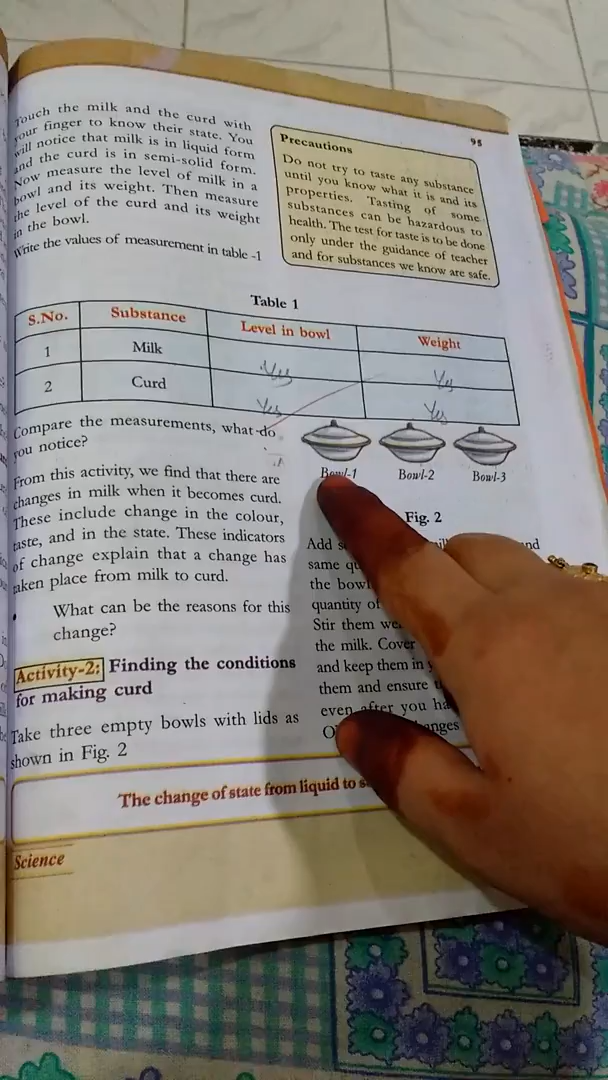 95
Touch the milk and the curd with
your finger to know their state. You
will notice that milk is in liquid form
and the curd is in semi-solid form.
Now measure the level of milk in a
bowl and its weight. Then measure
the level of the curd and its weight
in the bowl.
Write the values of measurement in table -1
Precautions
Do not try to taste any substance
until you know what it is and its
properties. Tasting of some
substances can be hazardous to
health. The test for taste is to be done
only under the guidance of teacher
and for substances we know are safe.
Table 1
S.No. Substance Level in bowl Weight
1 Milk Yes Yes
2 Curd Yes Yes
Compare the measurements, what do
you notice?
From this activity, we find that there are
changes in milk when it becomes curd.
These include change in the colour,
taste, and in the state. These indicators
of change explain that a change has
taken place from milk to curd.
• What can be the reasons for this
change?
Activity-2: Finding the conditions
for making curd
Take three empty bowls with lids as
shown in Fig. 2
Bowl-1 Bowl-2 Bowl-3
Fig. 2
Add
same
the bowl
quantity of
Stir them
the milk. Cover
and keep them in
them and ensure
even after you
The change of state from liquid to
Science